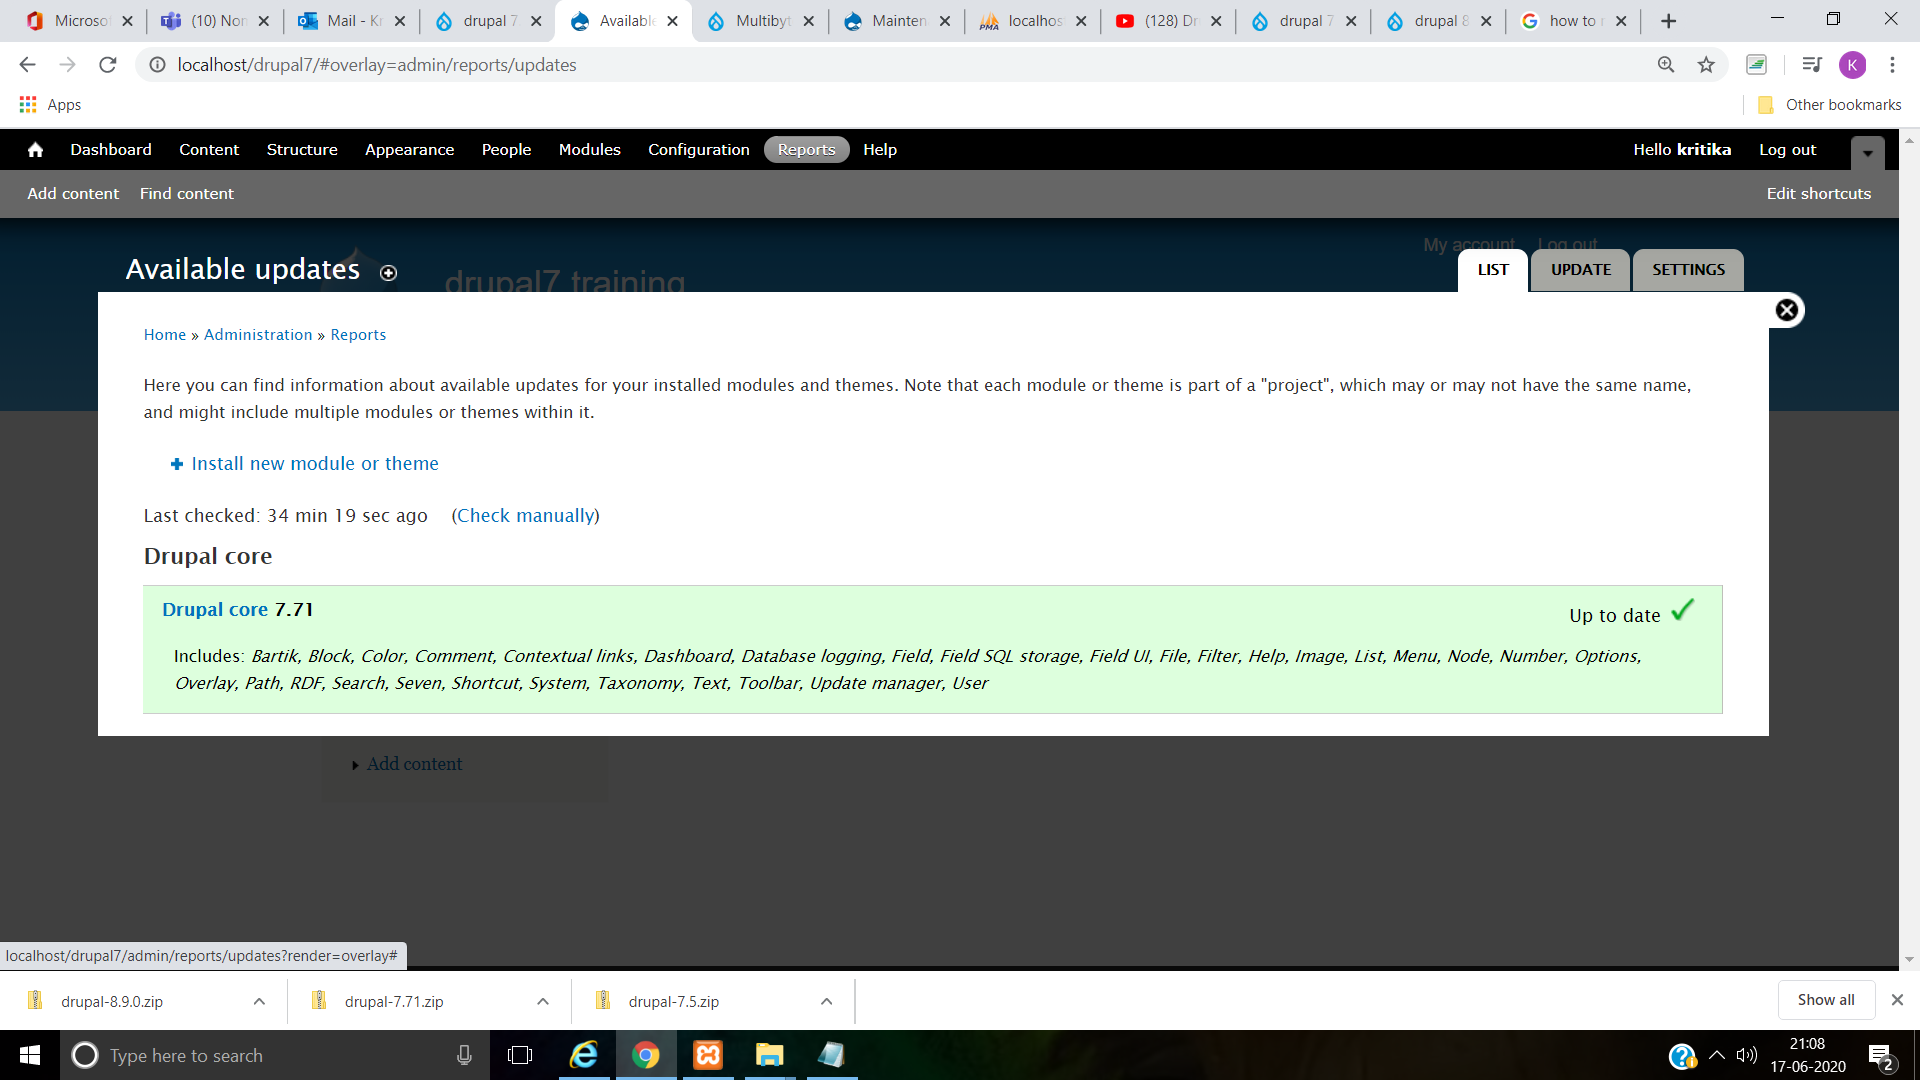 Microso
(10) Non
Mail - Kr
drupal 7
Available
Multibyt
Mainten
localhos
(128) Dr
drupal 7
drupal 8
how to r
localhost/drupal7/#overlay=admin/reports/updates
K
Apps
Other bookmarks
Dashboard Content Structure Appearance People Modules Configuration Reports Help
Hello kritika Log out
Add content Find content
Edit shortcuts
My account Log out
Available updates
drupal7 training
LIST UPDATE SETTINGS
Home » Administration » Reports
Here you can find information about available updates for your installed modules and themes. Note that each module or theme is part of a "project", which may or may not have the same name,
and might include multiple modules or themes within it.
Install new module or theme
Last checked: 34 min 19 sec ago (Check manually)
Drupal core
Drupal core 7.71
Up to date
Includes: Bartik, Block, Color, Comment, Contextual links, Dashboard, Database logging, Field, Field SQL storage, Field UI, File, Filter, Help, Image, List, Menu, Node, Number, Options,
Overlay, Path, RDF, Search, Seven, Shortcut, System, Taxonomy, Text, Toolbar, Update manager, User
Add content
localhost/drupal7/admin/reports/updates?render=overlay#
drupal-8.9.0.zip
drupal-7.71.zip
drupal-7.5.zip
Show all
Type here to search
21:08
17-06-2020
2